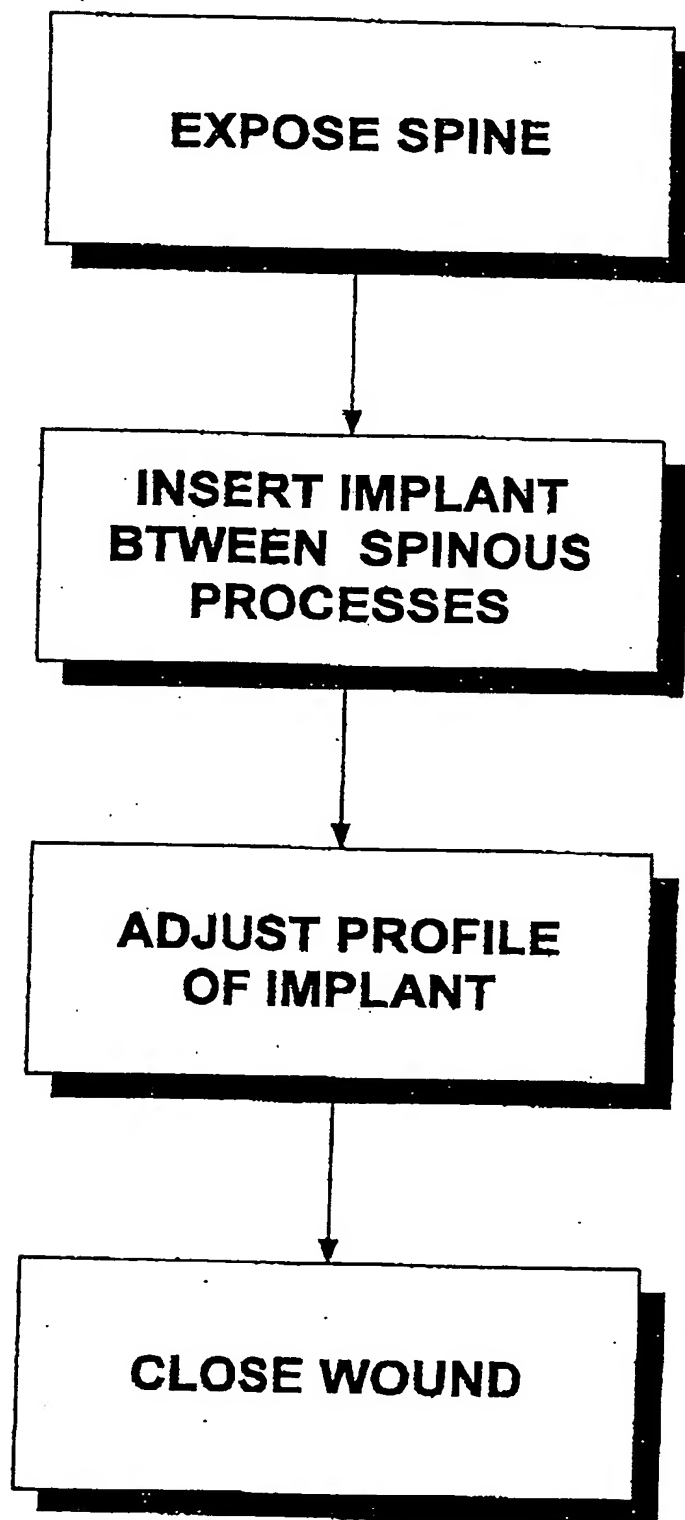 EXPOSE SPINE
INSERT IMPLANT
BTWEEN SPINOUS
PROCESSES
ADJUST PROFILE
OF IMPLANT
CLOSE WOUND